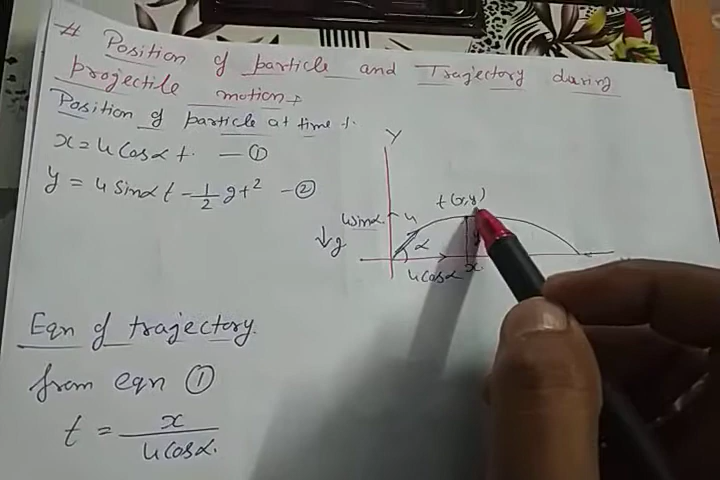 # Position of particle and Trajectory during
projectile motion :
Position of particle at time t.
x = u cosα t. — ①
y = u sinα t - 1/2 gt² - ②
Y
t (x,y)
u sinα
u
↓ g
α
y
u cosα
x
Eqn of trajectory.
from eqn ①
t = x / u cosα.